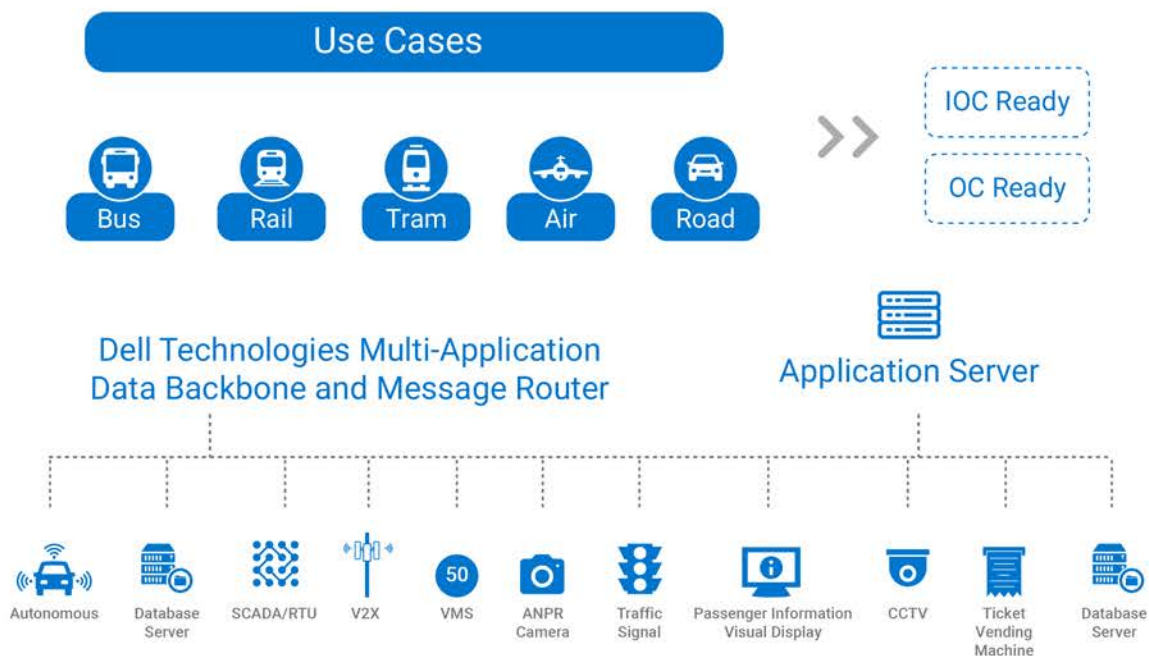 Use Cases
IOC Ready
OC Ready
Bus
Rail
Tram
Air
Road
Dell Technologies Multi-Application
Data Backbone and Message Router
Application Server
50
Autonomous
Database
Server
SCADA/RTU
V2X
VMS
ANPR
Camera
Traffic
Signal
Passenger Information
Visual Display
CCTV
Ticket
Vending
Machine
Database
Server